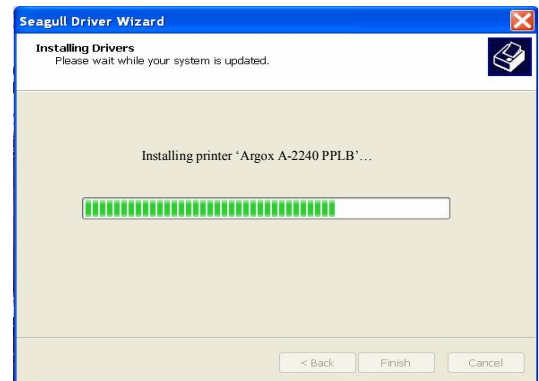 Seagull Driver Wizard
Installing Drivers
Please wait while your system is updated.
Installing printer ‘Argox A-2240 PPLB’…
< Back
Finish
Cancel